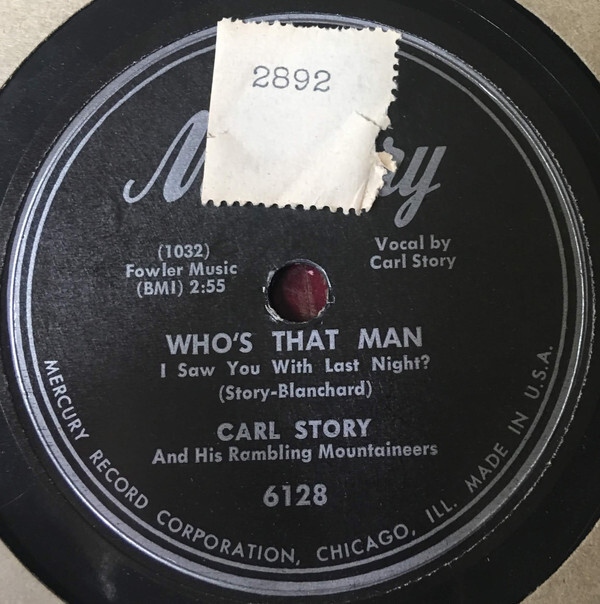 2892
M ry
(1032)
Fowler Music
(BMI) 2:55
Vocal by
Carl Story
WHO'S THAT MAN
I Saw You With Last Night?
(Story-Blanchard)
CARL STORY
And His Rambling Mountaineers
6128
MERCURY RECORD CORPORATION, CHICAGO, ILL. MADE IN U.S.A.